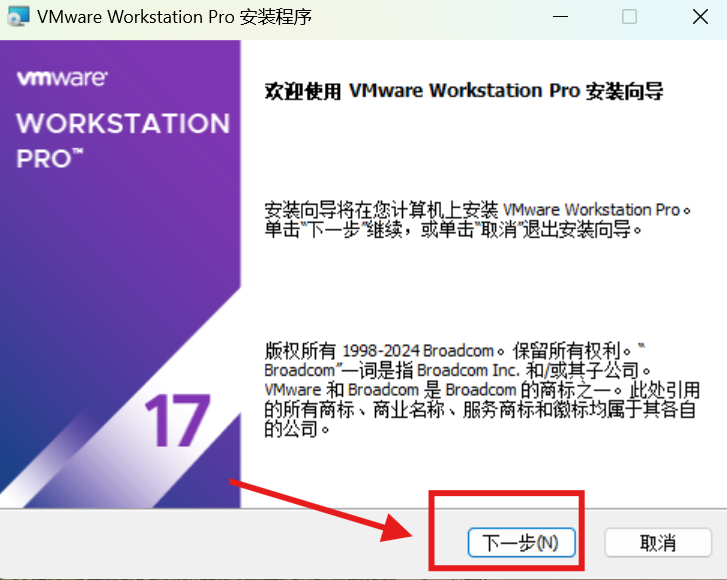 VMware Workstation Pro 安装程序
vmware®
WORKSTATION
PRO™
17
欢迎使用 VMware Workstation Pro 安装向导
安装向导将在您计算机上安装 VMware Workstation Pro。
单击“下一步”继续，或单击“取消”退出安装向导。
版权所有 1998-2024 Broadcom。保留所有权利。“
Broadcom”一词是指 Broadcom Inc. 和/或其子公司。
VMware 和 Broadcom 是 Broadcom 的商标之一。此处引用
的所有商标、商业名称、服务商标和徽标均属于其各自
的公司。
下一步(N)
取消